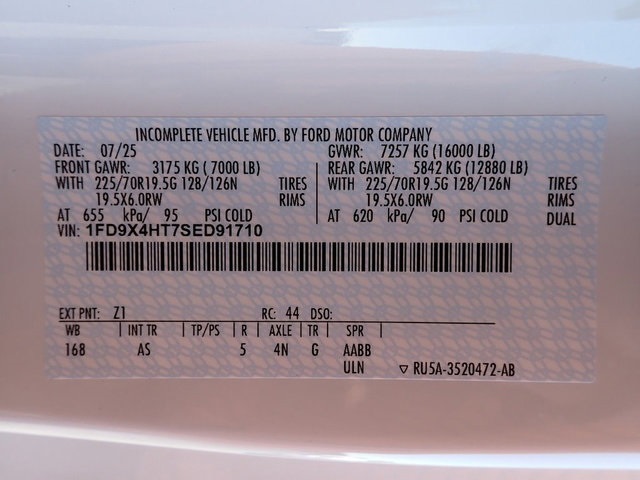 INCOMPLETE VEHICLE MFD. BY FORD MOTOR COMPANY
DATE: 07/25 GVWR: 7257 KG (16000 LB)
FRONT GAWR: 3175 KG ( 7000 LB) REAR GAWR: 5842 KG (12880 LB)
WITH 225/70R19.5G 128/126N TIRES WITH 225/70R19.5G 128/126N TIRES
19.5X6.0RW RIMS 19.5X6.0RW RIMS
AT 655 kPa/ 95 PSI COLD AT 620 kPa/ 90 PSI COLD DUAL
VIN: 1FD9X4HT7SED91710
EXT PNT: Z1 RC: 44 DSO:
WB INT TR TP/PS R AXLE TR SPR
168 AS 5 4N G AABB
ULN ▽ RU5A-3520472-AB